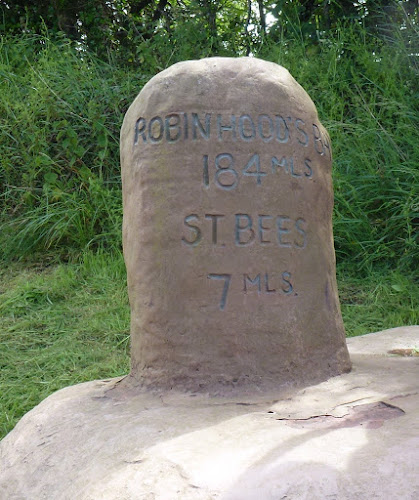 ROBIN HOOD'S
184 MLS
ST. BEES
7 MLS.